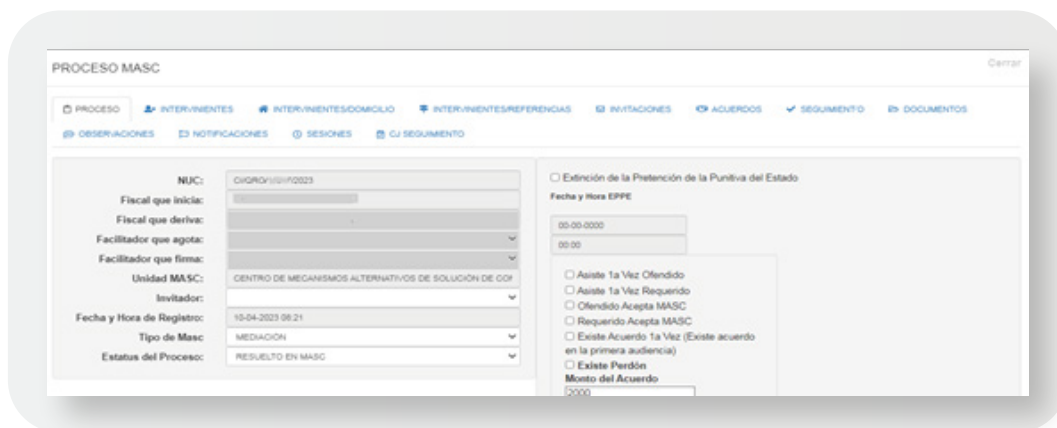 PROCESO MASC
Cerrar
PROCESO INTERVINIENTES INTERVINIENTES/DOMICILIO INTERVINIENTES/REFERENCIAS INVITACIONES ACUERDOS SEGUIMIENTO DOCUMENTOS
OBSERVACIONES NOTIFICACIONES SESIONES CJ SEGUIMIENTO
NUC:
Fiscal que inicia:
Fiscal que deriva:
Facilitador que agota:
Facilitador que firma:
Unidad MASC: CENTRO DE MECANISMOS ALTERNATIVOS DE SOLUCIÓN DE CON
Invitador:
Fecha y Hora de Registro: 10-04-2023 08:21
Tipo de Masc MEDIACIÓN
Estatus del Proceso: RESUELTO EN MASC
Extinción de la Pretención de la Punitiva del Estado
Fecha y Hora EPPE
00-00-0000
00:00
Asiste 1a Vez Ofendido
Asiste 1a Vez Requerido
Ofendido Acepta MASC
Requerido Acepta MASC
Existe Acuerdo 1a Vez (Existe acuerdo
en la primera audiencia)
Existe Perdón
Monto del Acuerdo
2000